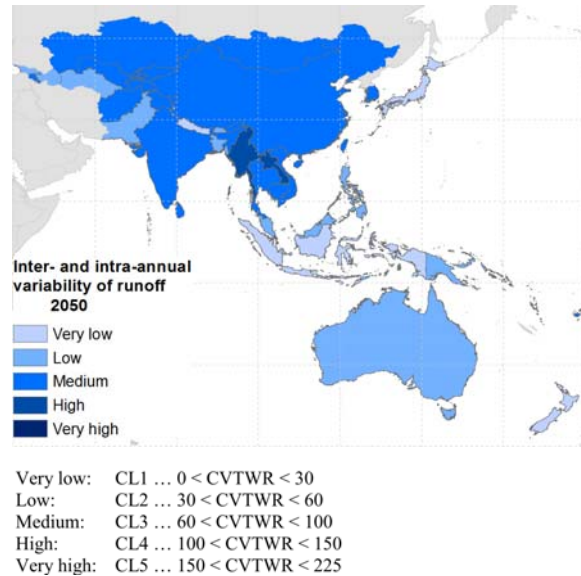 Inter- and intra-annual
variability of runoff
2050
Very low
Low
Medium
High
Very high
Very low: CL1 … 0 < CVTWR < 30
Low: CL2 … 30 < CVTWR < 60
Medium: CL3 … 60 < CVTWR < 100
High: CL4 … 100 < CVTWR < 150
Very high: CL5 … 150 < CVTWR < 225